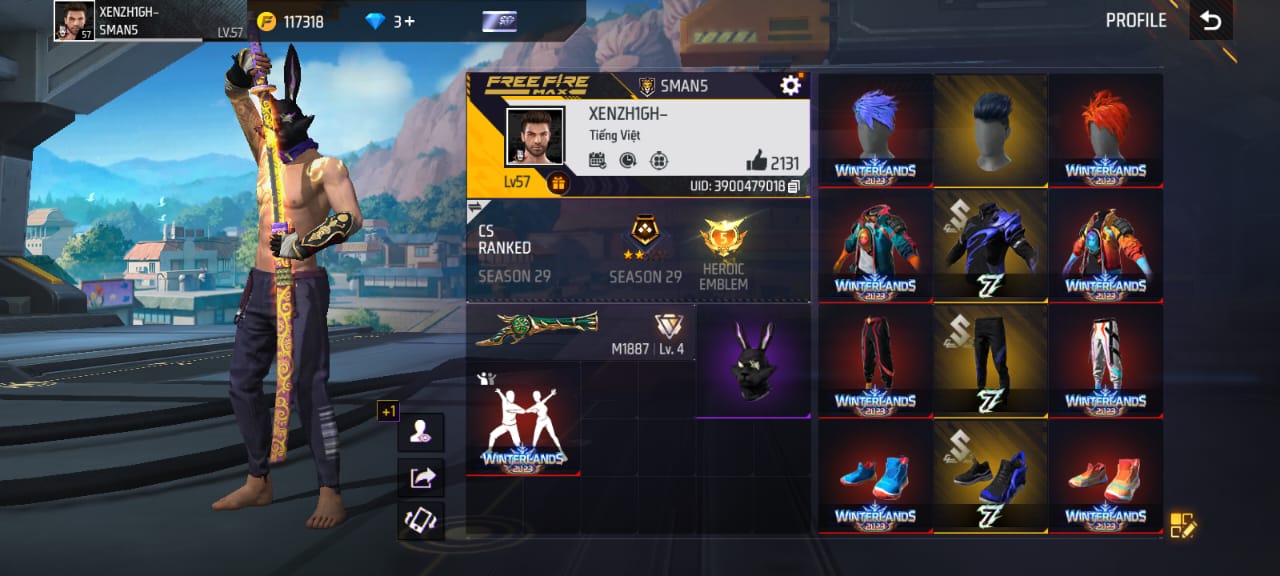 XENZH1GH-
SMAN5
57
LV.57
117318
3+
PROFILE
FREE FIRE
MAX
SMAN5
XENZH1GH-
Tiếng Việt
2131
Lv57
UID: 3900479018
CS
RANKED
SEASON 29
SEASON 29
HEROIC
EMBLEM
M1887 | Lv. 4
+1
WINTERLANDS
2023
WINTERLANDS
2023
WINTERLANDS
2023
WINTERLANDS
2023
WINTERLANDS
2023
WINTERLANDS
2023
WINTERLANDS
2023
WINTERLANDS
2023
WINTERLANDS
2023